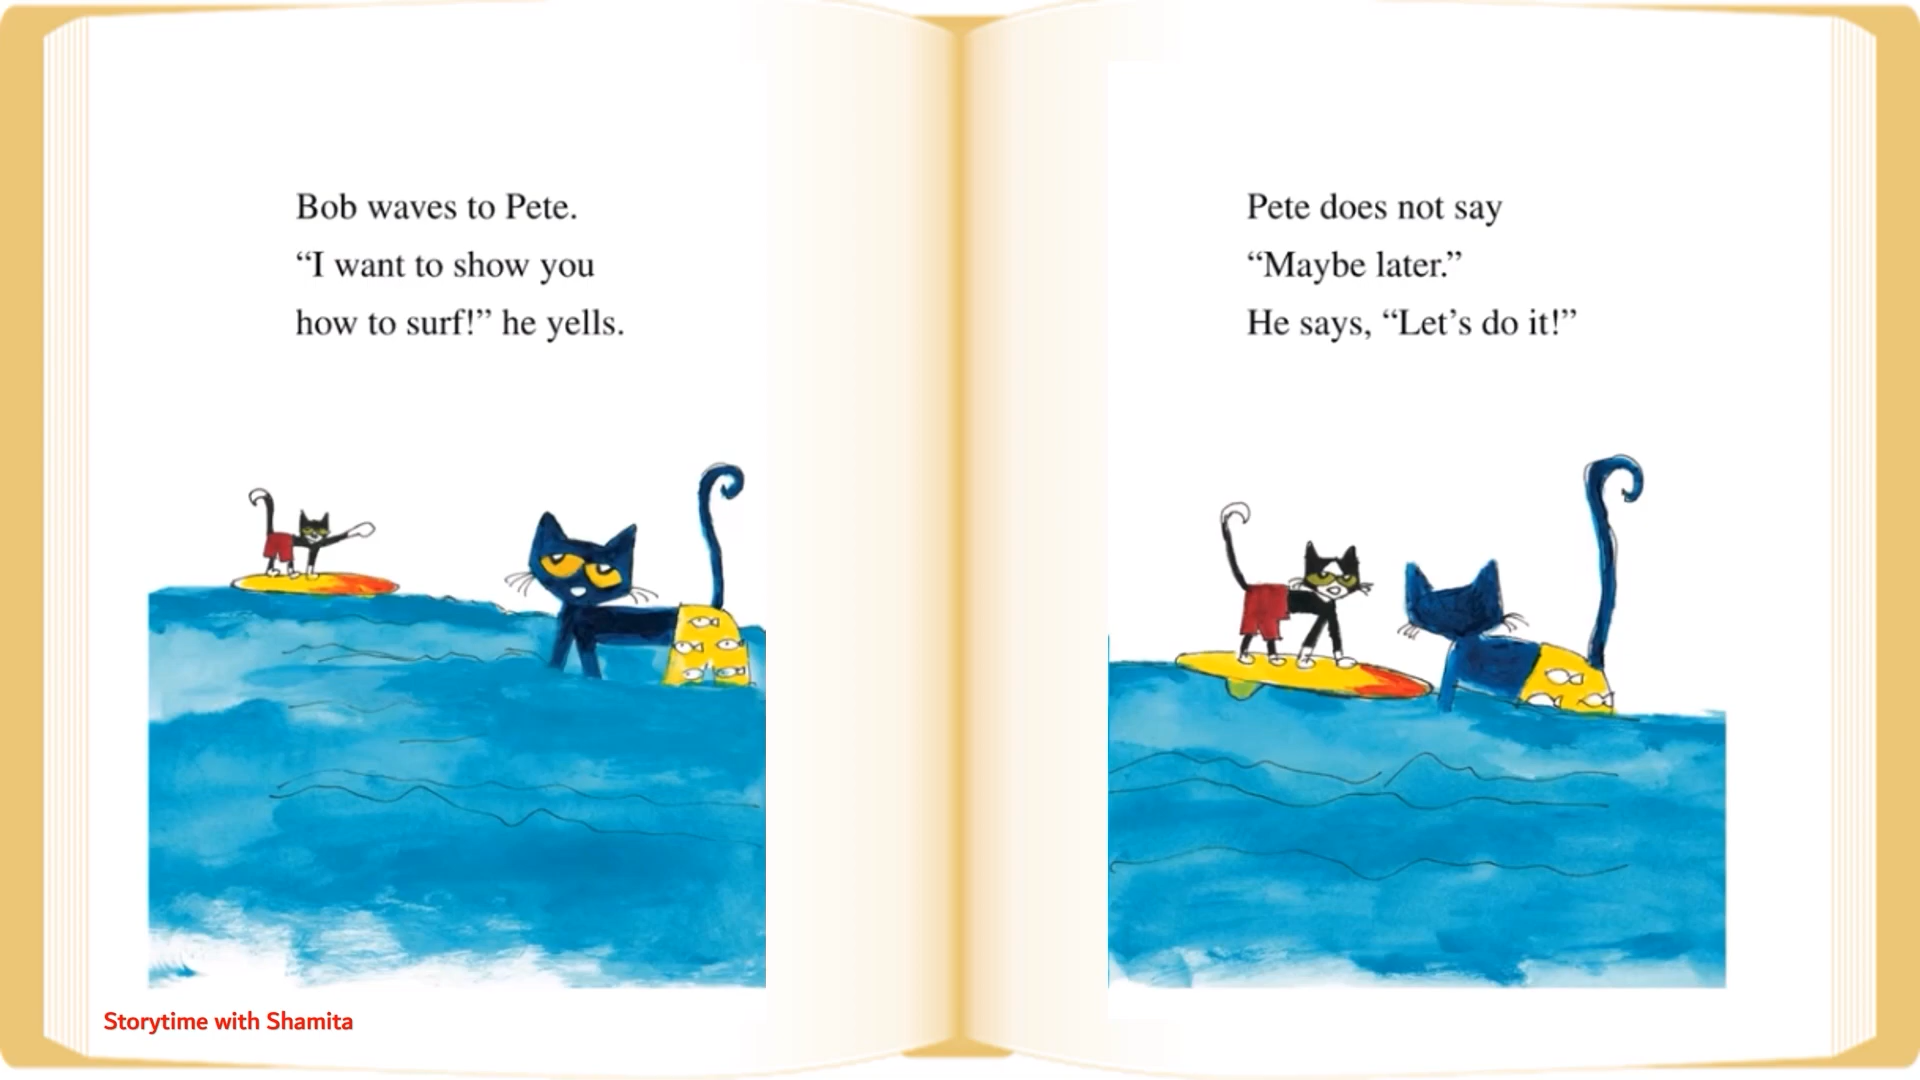 Bob waves to Pete.
“I want to show you
how to surf!” he yells.
Pete does not say
“Maybe later.”
He says, “Let’s do it!”
Storytime with Shamita